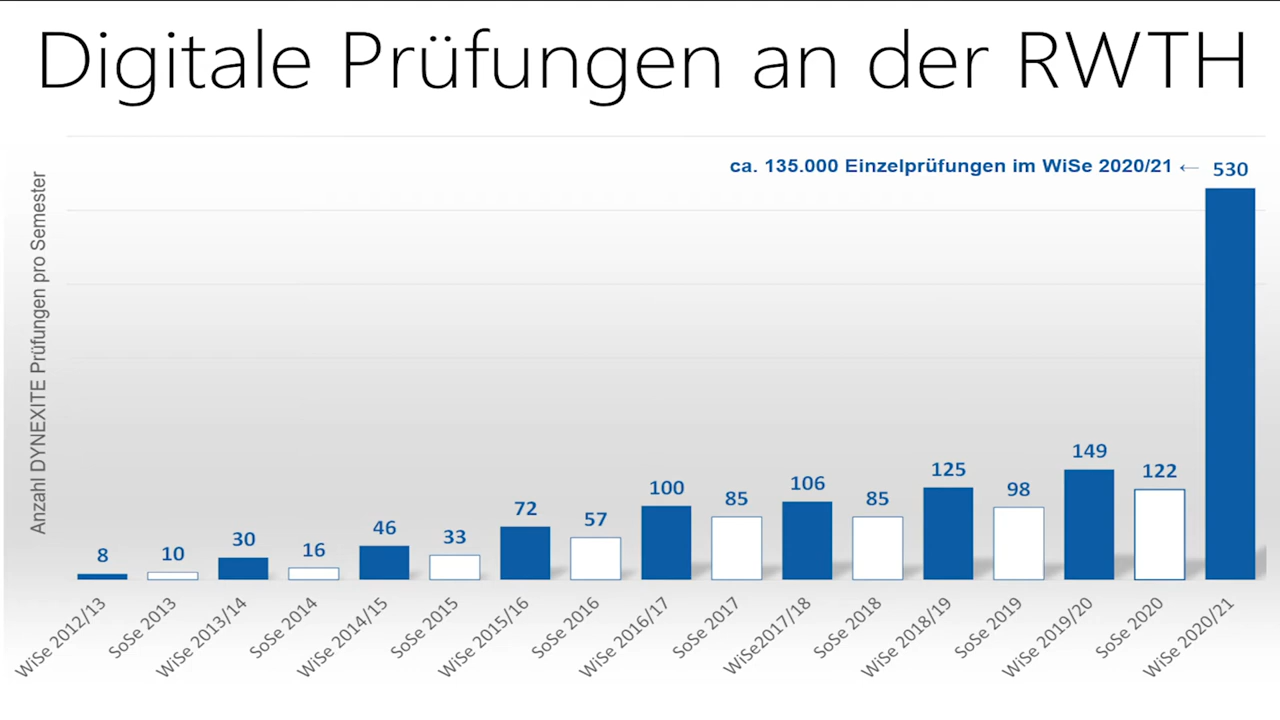 Digitale Prüfungen an der RWTH
ca. 135.000 Einzelprüfungen im WiSe 2020/21 ← 530
Anzahl DYNEXITE Prüfungen pro Semester
8
10
30
16
46
33
72
57
100
85
106
85
125
98
149
122
WiSe 2012/13
SoSe 2013
WiSe 2013/14
SoSe 2014
WiSe 2014/15
SoSe 2015
WiSe 2015/16
SoSe 2016
WiSe 2016/17
SoSe 2017
WiSe2017/18
SoSe 2018
WiSe 2018/19
SoSe 2019
WiSe 2019/20
SoSe 2020
WiSe 2020/21